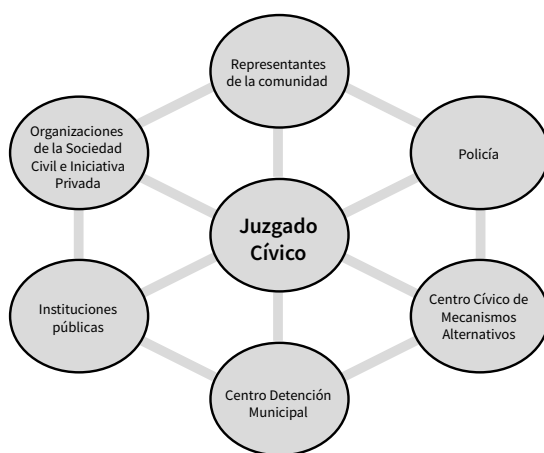 Representantes
de la comunidad
Organizaciones
de la Sociedad
Civil e Iniciativa
Privada
Policía
Juzgado
Cívico
Instituciones
públicas
Centro Cívico de
Mecanismos
Alternativos
Centro Detención
Municipal